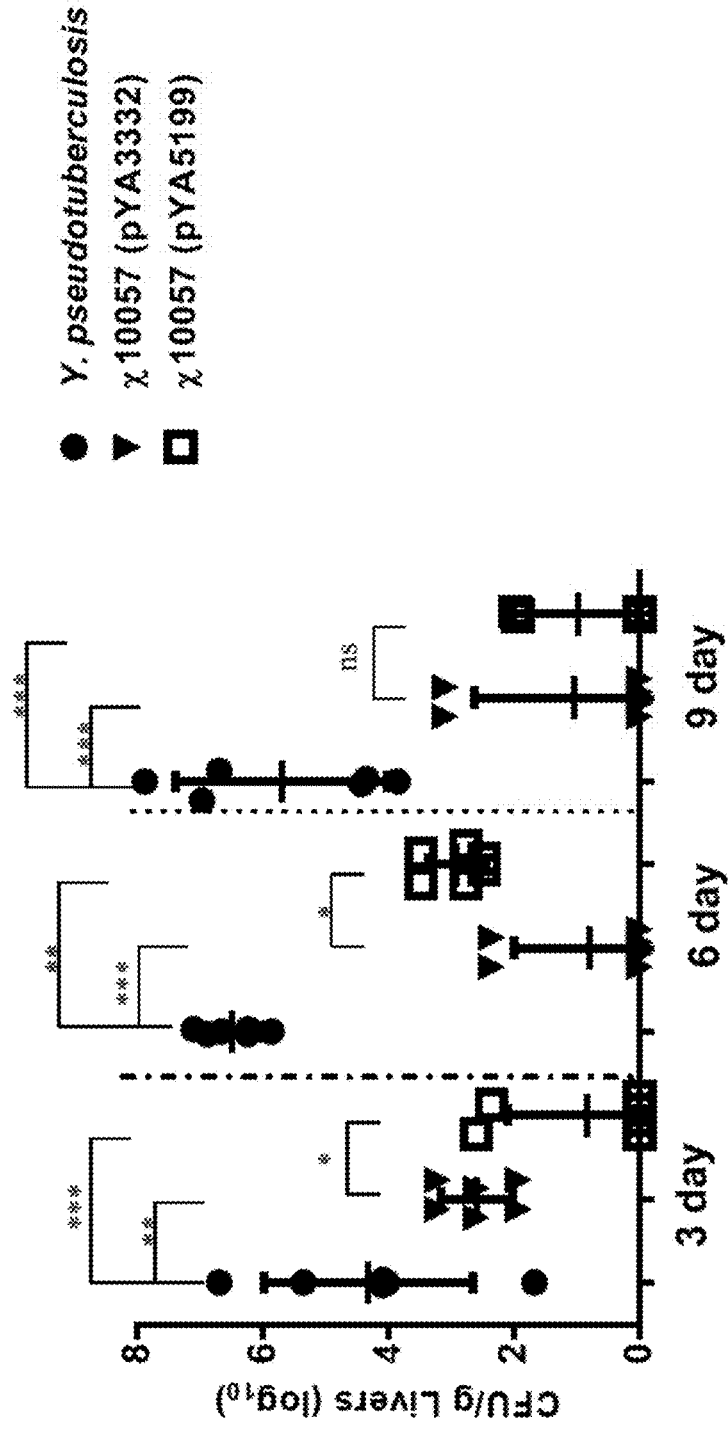 Y. pseudotuberculosis
χ10057 (pYA3332)
χ10057 (pYA5199)
CFU/g Livers (log10)
8
6
4
2
0
***
**
*
**
***
*
***
***
ns
3 day
6 day
9 day